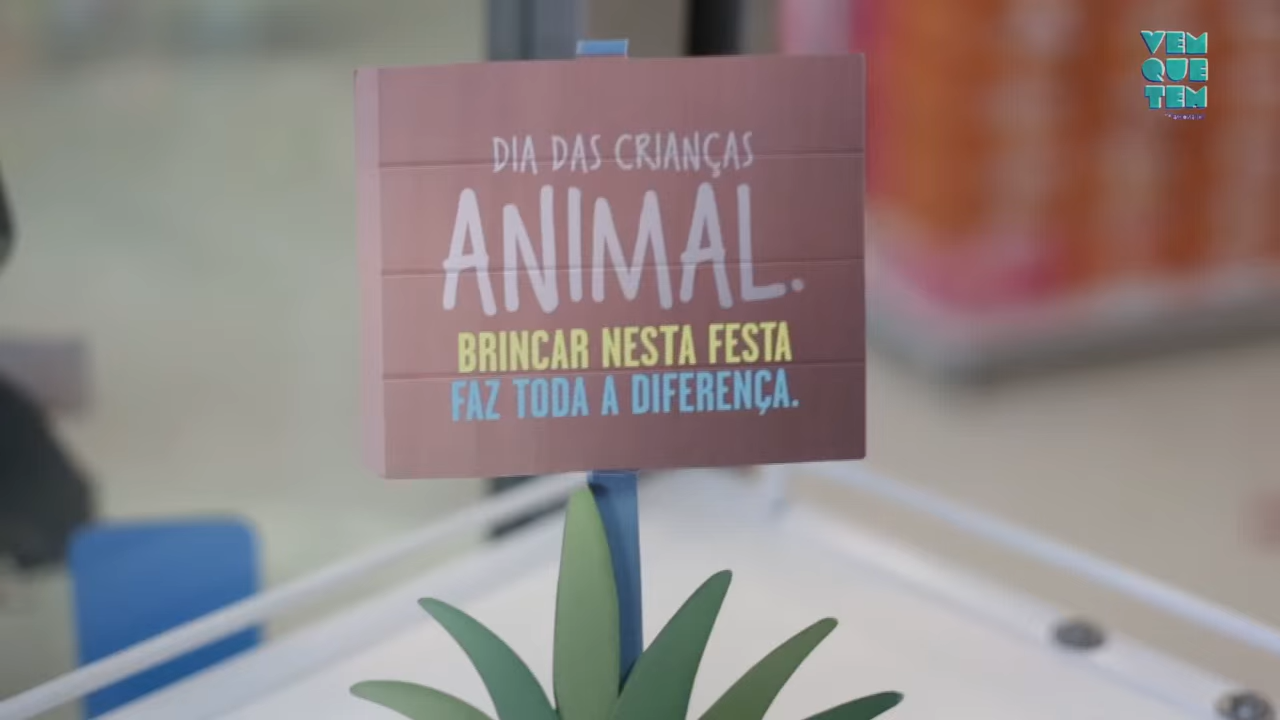 VEM
QUE
TEM
DIA DAS CRIANÇAS
ANIMAL.
BRINCAR NESTA FESTA
FAZ TODA A DIFERENÇA.